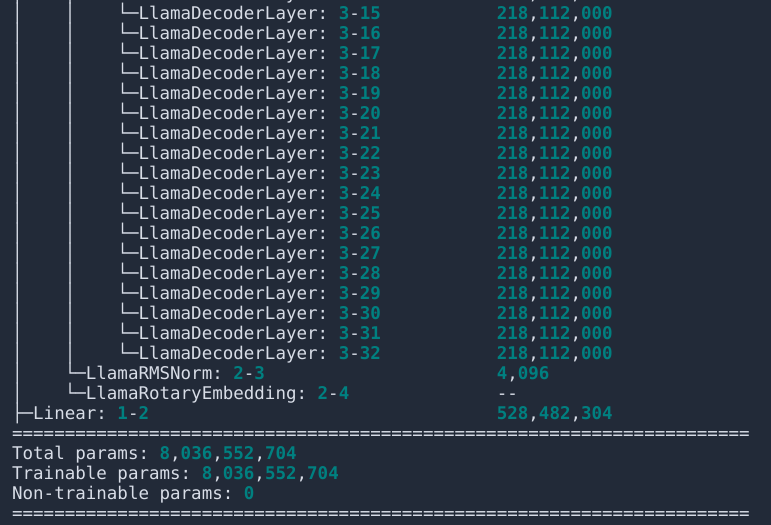 │    │    └─LlamaDecoderLayer: 3-15           218,112,000
│    │    └─LlamaDecoderLayer: 3-16           218,112,000
│    │    └─LlamaDecoderLayer: 3-17           218,112,000
│    │    └─LlamaDecoderLayer: 3-18           218,112,000
│    │    └─LlamaDecoderLayer: 3-19           218,112,000
│    │    └─LlamaDecoderLayer: 3-20           218,112,000
│    │    └─LlamaDecoderLayer: 3-21           218,112,000
│    │    └─LlamaDecoderLayer: 3-22           218,112,000
│    │    └─LlamaDecoderLayer: 3-23           218,112,000
│    │    └─LlamaDecoderLayer: 3-24           218,112,000
│    │    └─LlamaDecoderLayer: 3-25           218,112,000
│    │    └─LlamaDecoderLayer: 3-26           218,112,000
│    │    └─LlamaDecoderLayer: 3-27           218,112,000
│    │    └─LlamaDecoderLayer: 3-28           218,112,000
│    │    └─LlamaDecoderLayer: 3-29           218,112,000
│    │    └─LlamaDecoderLayer: 3-30           218,112,000
│    │    └─LlamaDecoderLayer: 3-31           218,112,000
│    │    └─LlamaDecoderLayer: 3-32           218,112,000
│    └─LlamaRMSNorm: 2-3                      4,096
│    └─LlamaRotaryEmbedding: 2-4              --
├─Linear: 1-2                                 528,482,304
======================================================================
Total params: 8,036,552,704
Trainable params: 8,036,552,704
Non-trainable params: 0
======================================================================